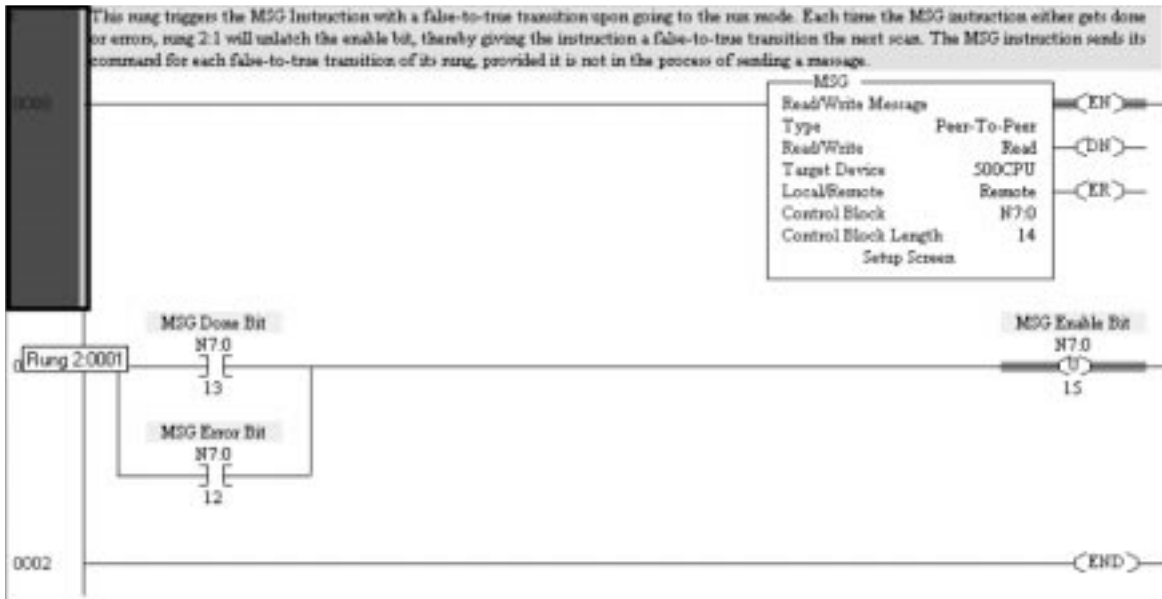 This rung triggers the MSG Instruction with a false-to-true transition upon going to the run mode. Each time the MSG instruction either gets done
or errors, rung 2:1 will unlatch the enable bit, thereby giving the instruction a false-to-true transition the next scan. The MSG instruction sends its
command for each false-to-true transition of its rung, provided it is not in the process of sending a message.
0000
MSG
Read/Write Message
Type Peer-To-Peer
Read/Write Read
Target Device 500CPU
Local/Remote Remote
Control Block N7:0
Control Block Length 14
Setup Screen
EN
DN
ER
Rung 2:0001
MSG Done Bit
N7:0
13
MSG Error Bit
N7:0
12
MSG Enable Bit
N7:0
U
15
0002
END